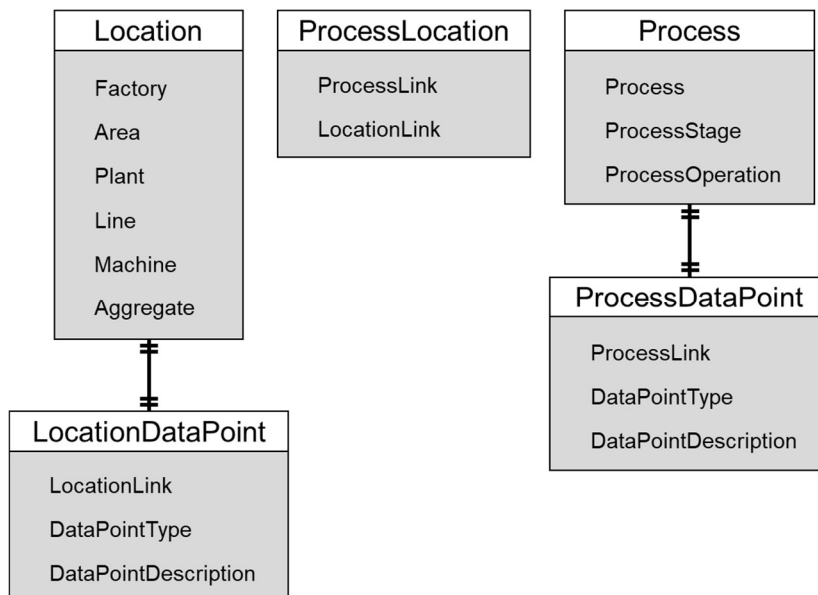 Location
Factory
Area
Plant
Line
Machine
Aggregate
ProcessLocation
ProcessLink
LocationLink
Process
Process
ProcessStage
ProcessOperation
LocationDataPoint
LocationLink
DataPointType
DataPointDescription
ProcessDataPoint
ProcessLink
DataPointType
DataPointDescription